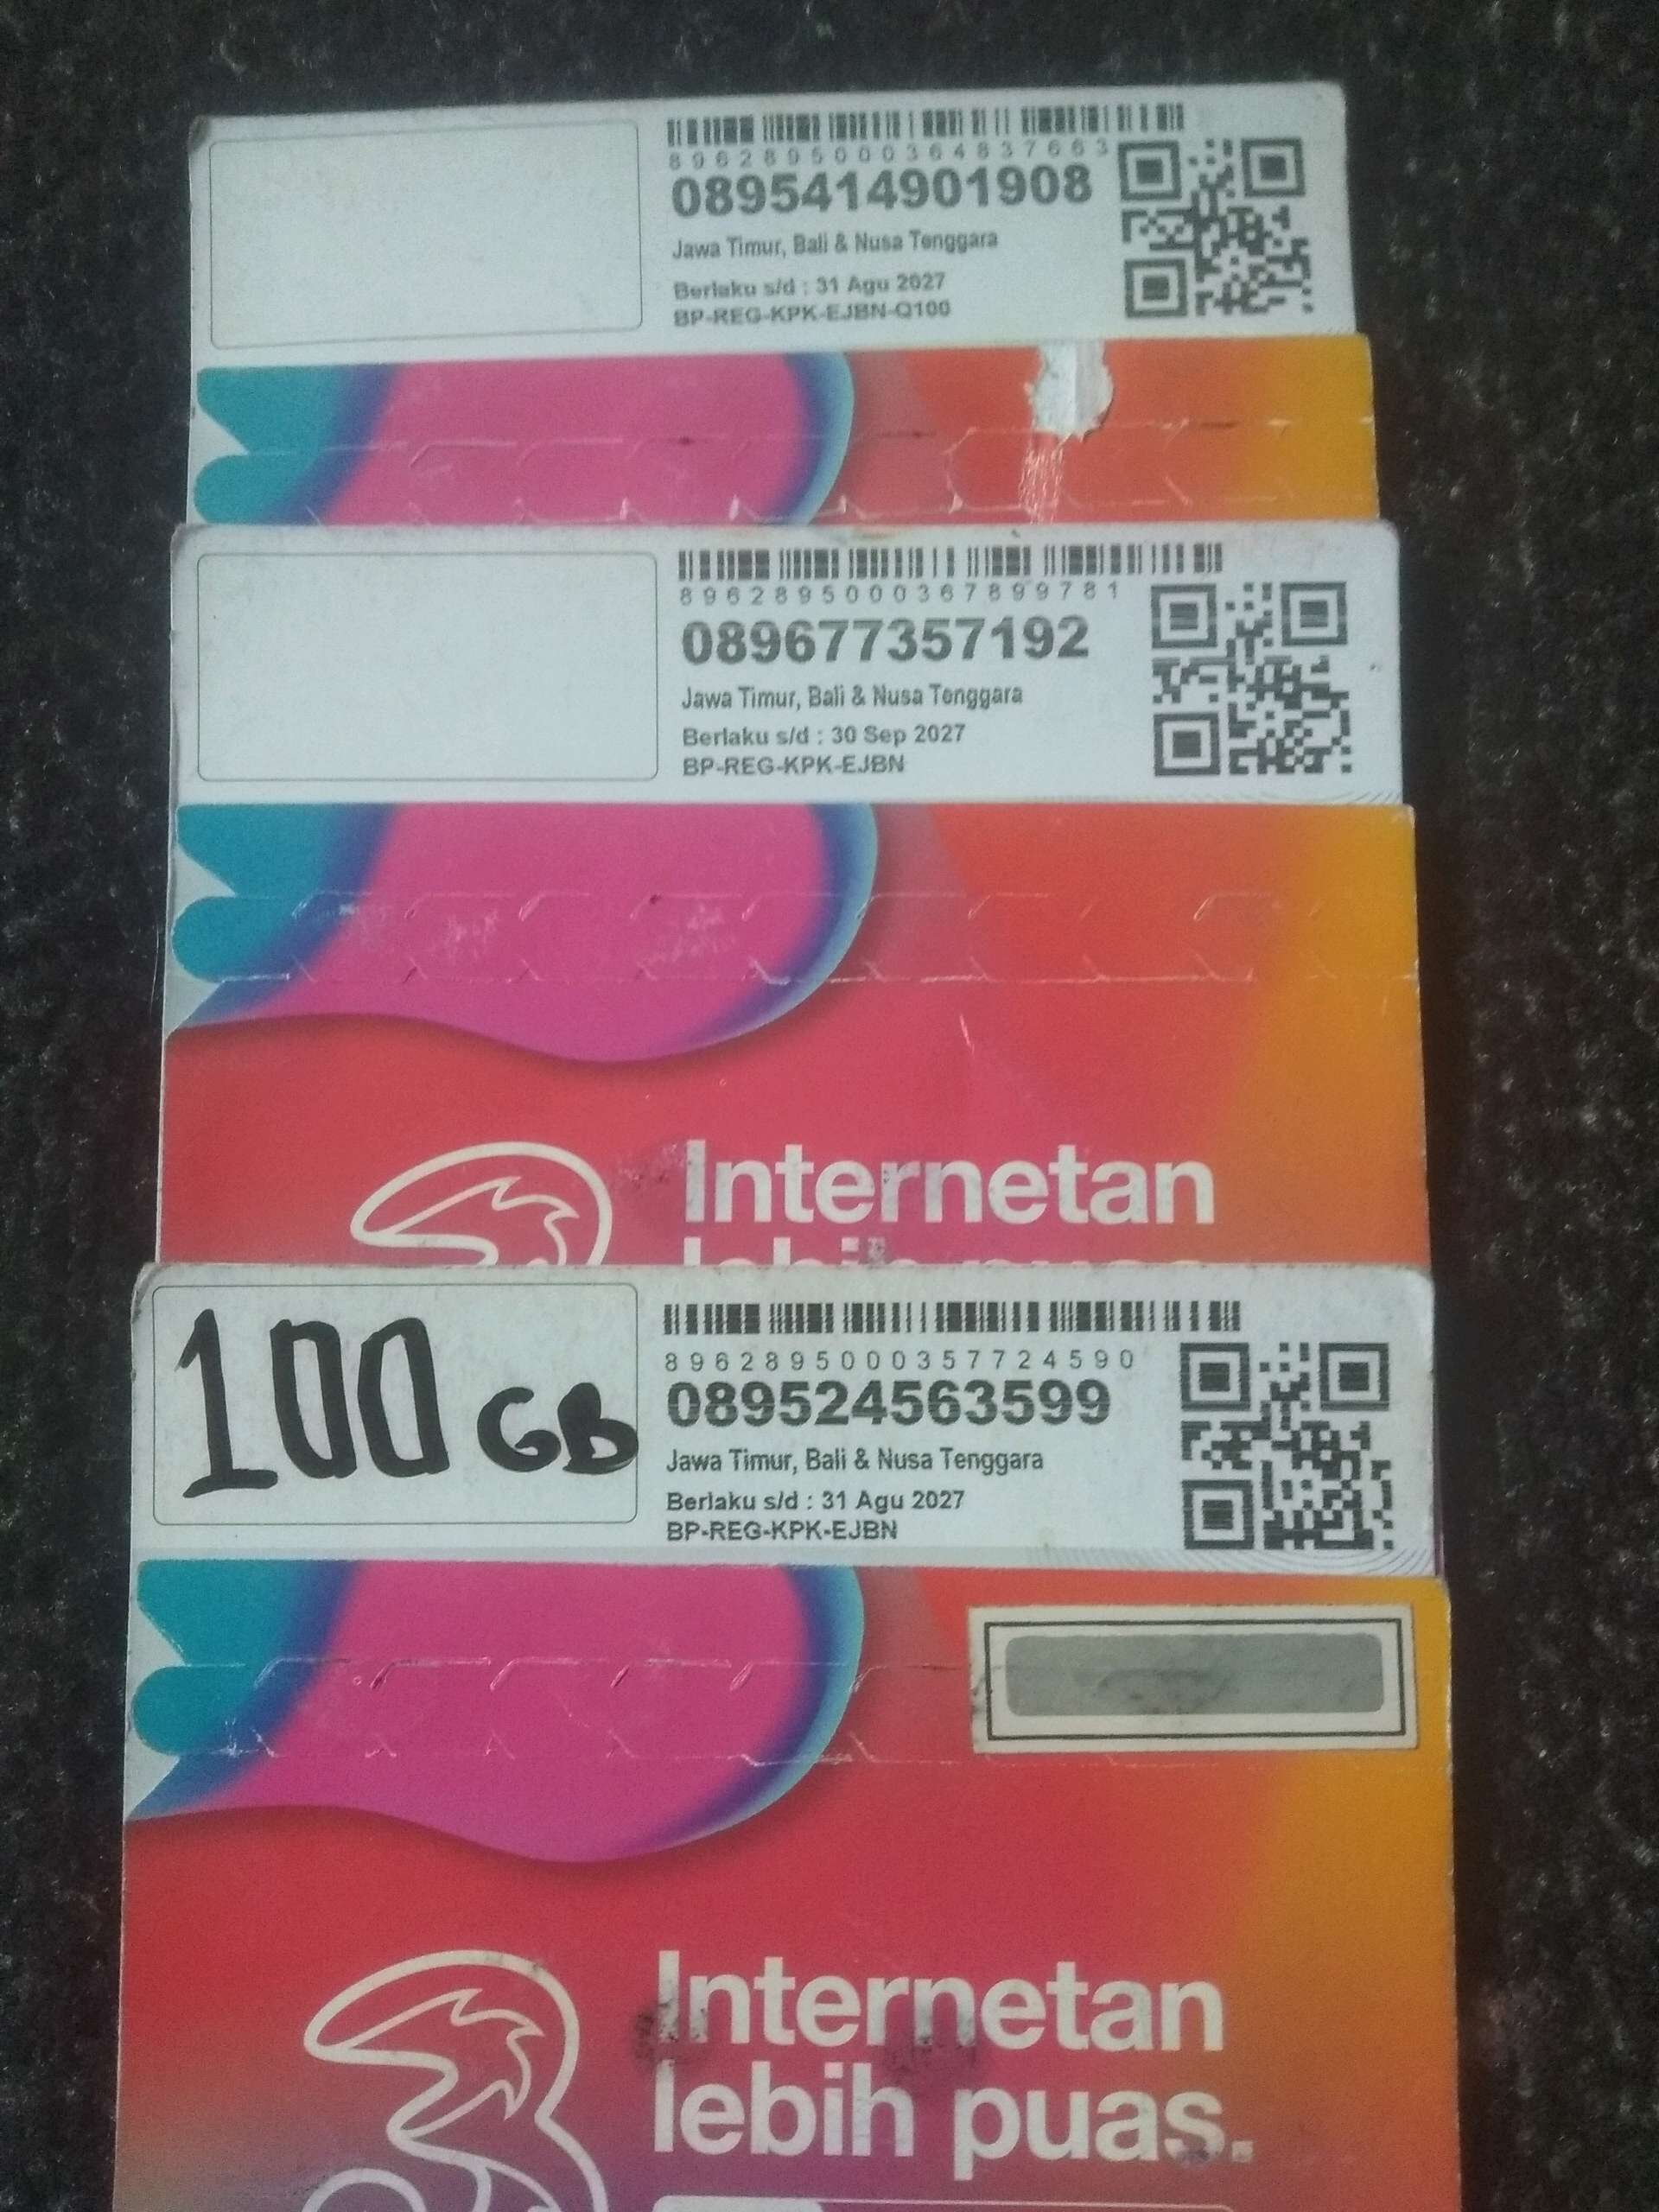 8962895000364837663
0895414901908
Jawa Timur, Bali & Nusa Tenggara
Berlaku s/d : 31 Agu 2027
BP-REG-KPK-EJBN-Q100
8962895000367899781
089677357192
Jawa Timur, Bali & Nusa Tenggara
Berlaku s/d : 30 Sep 2027
BP-REG-KPK-EJBN
Internetan
lebih puas
100 GB
8962895000357724590
089524563599
Jawa Timur, Bali & Nusa Tenggara
Berlaku s/d : 31 Agu 2027
BP-REG-KPK-EJBN
Internetan
lebih puas.